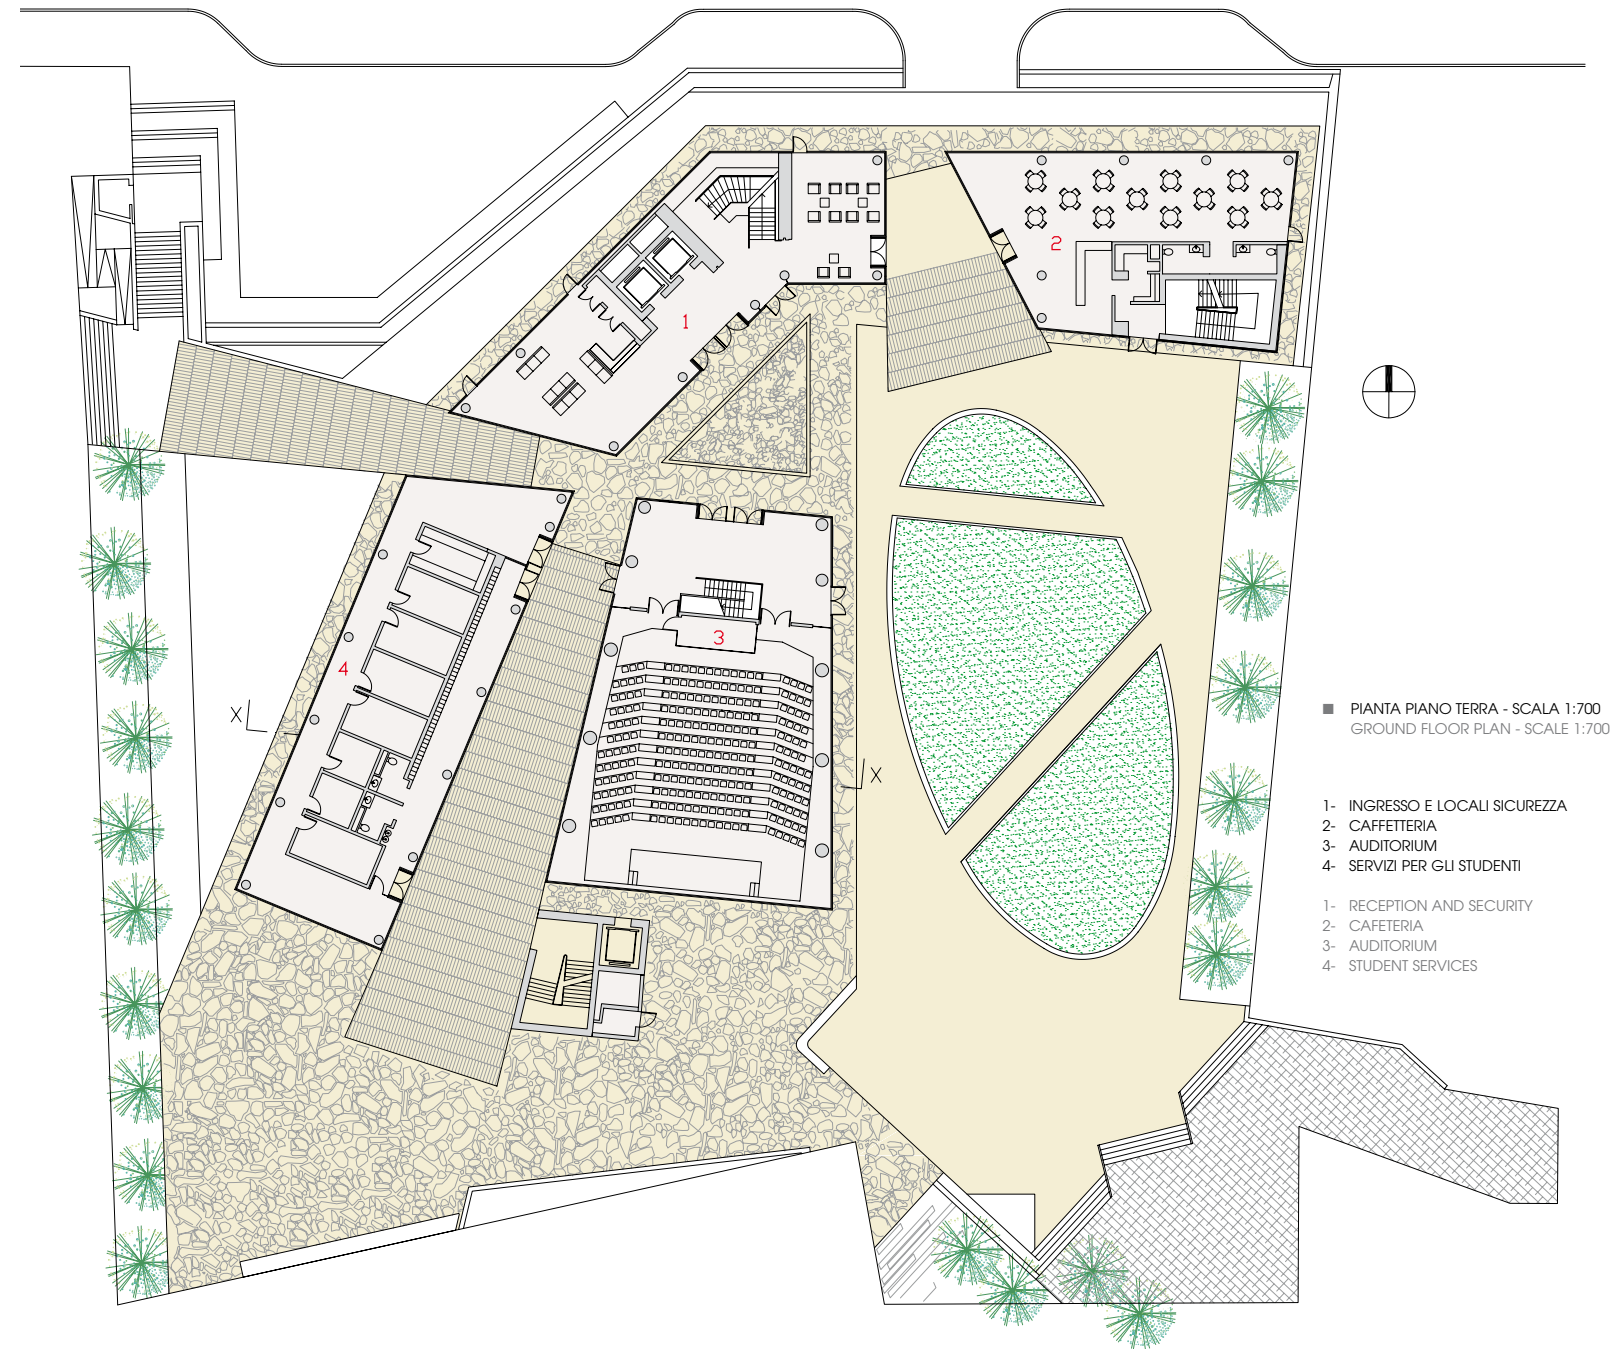 1
2
3
4
X
X
PIANTA PIANO TERRA - SCALA 1:700
GROUND FLOOR PLAN - SCALE 1:700
1- INGRESSO E LOCALI SICUREZZA
2- CAFFETTERIA
3- AUDITORIUM
4- SERVIZI PER GLI STUDENTI
1- RECEPTION AND SECURITY
2- CAFETERIA
3- AUDITORIUM
4- STUDENT SERVICES